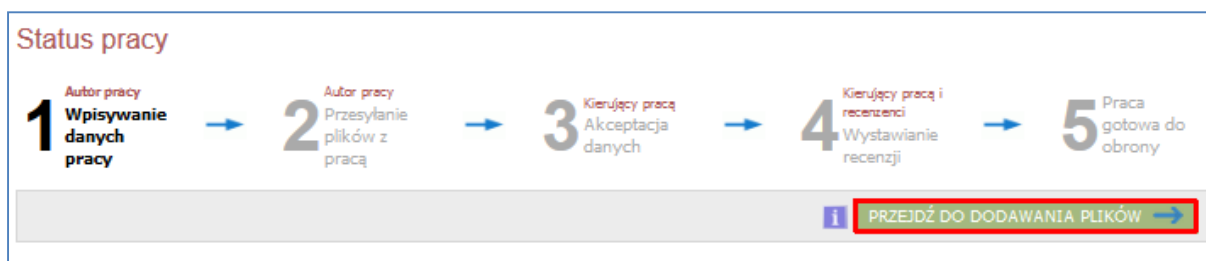 Status pracy
1
Autor pracy
Wpisywanie
danych
pracy
2
Autor pracy
Przesyłanie
plików z
pracą
3
Kierujący pracą
Akceptacja
danych
4
Kierujący pracą i
recenzenci
Wystawianie
recenzji
5
Praca
gotowa do
obrony
i
PRZEJDŹ DO DODAWANIA PLIKÓW